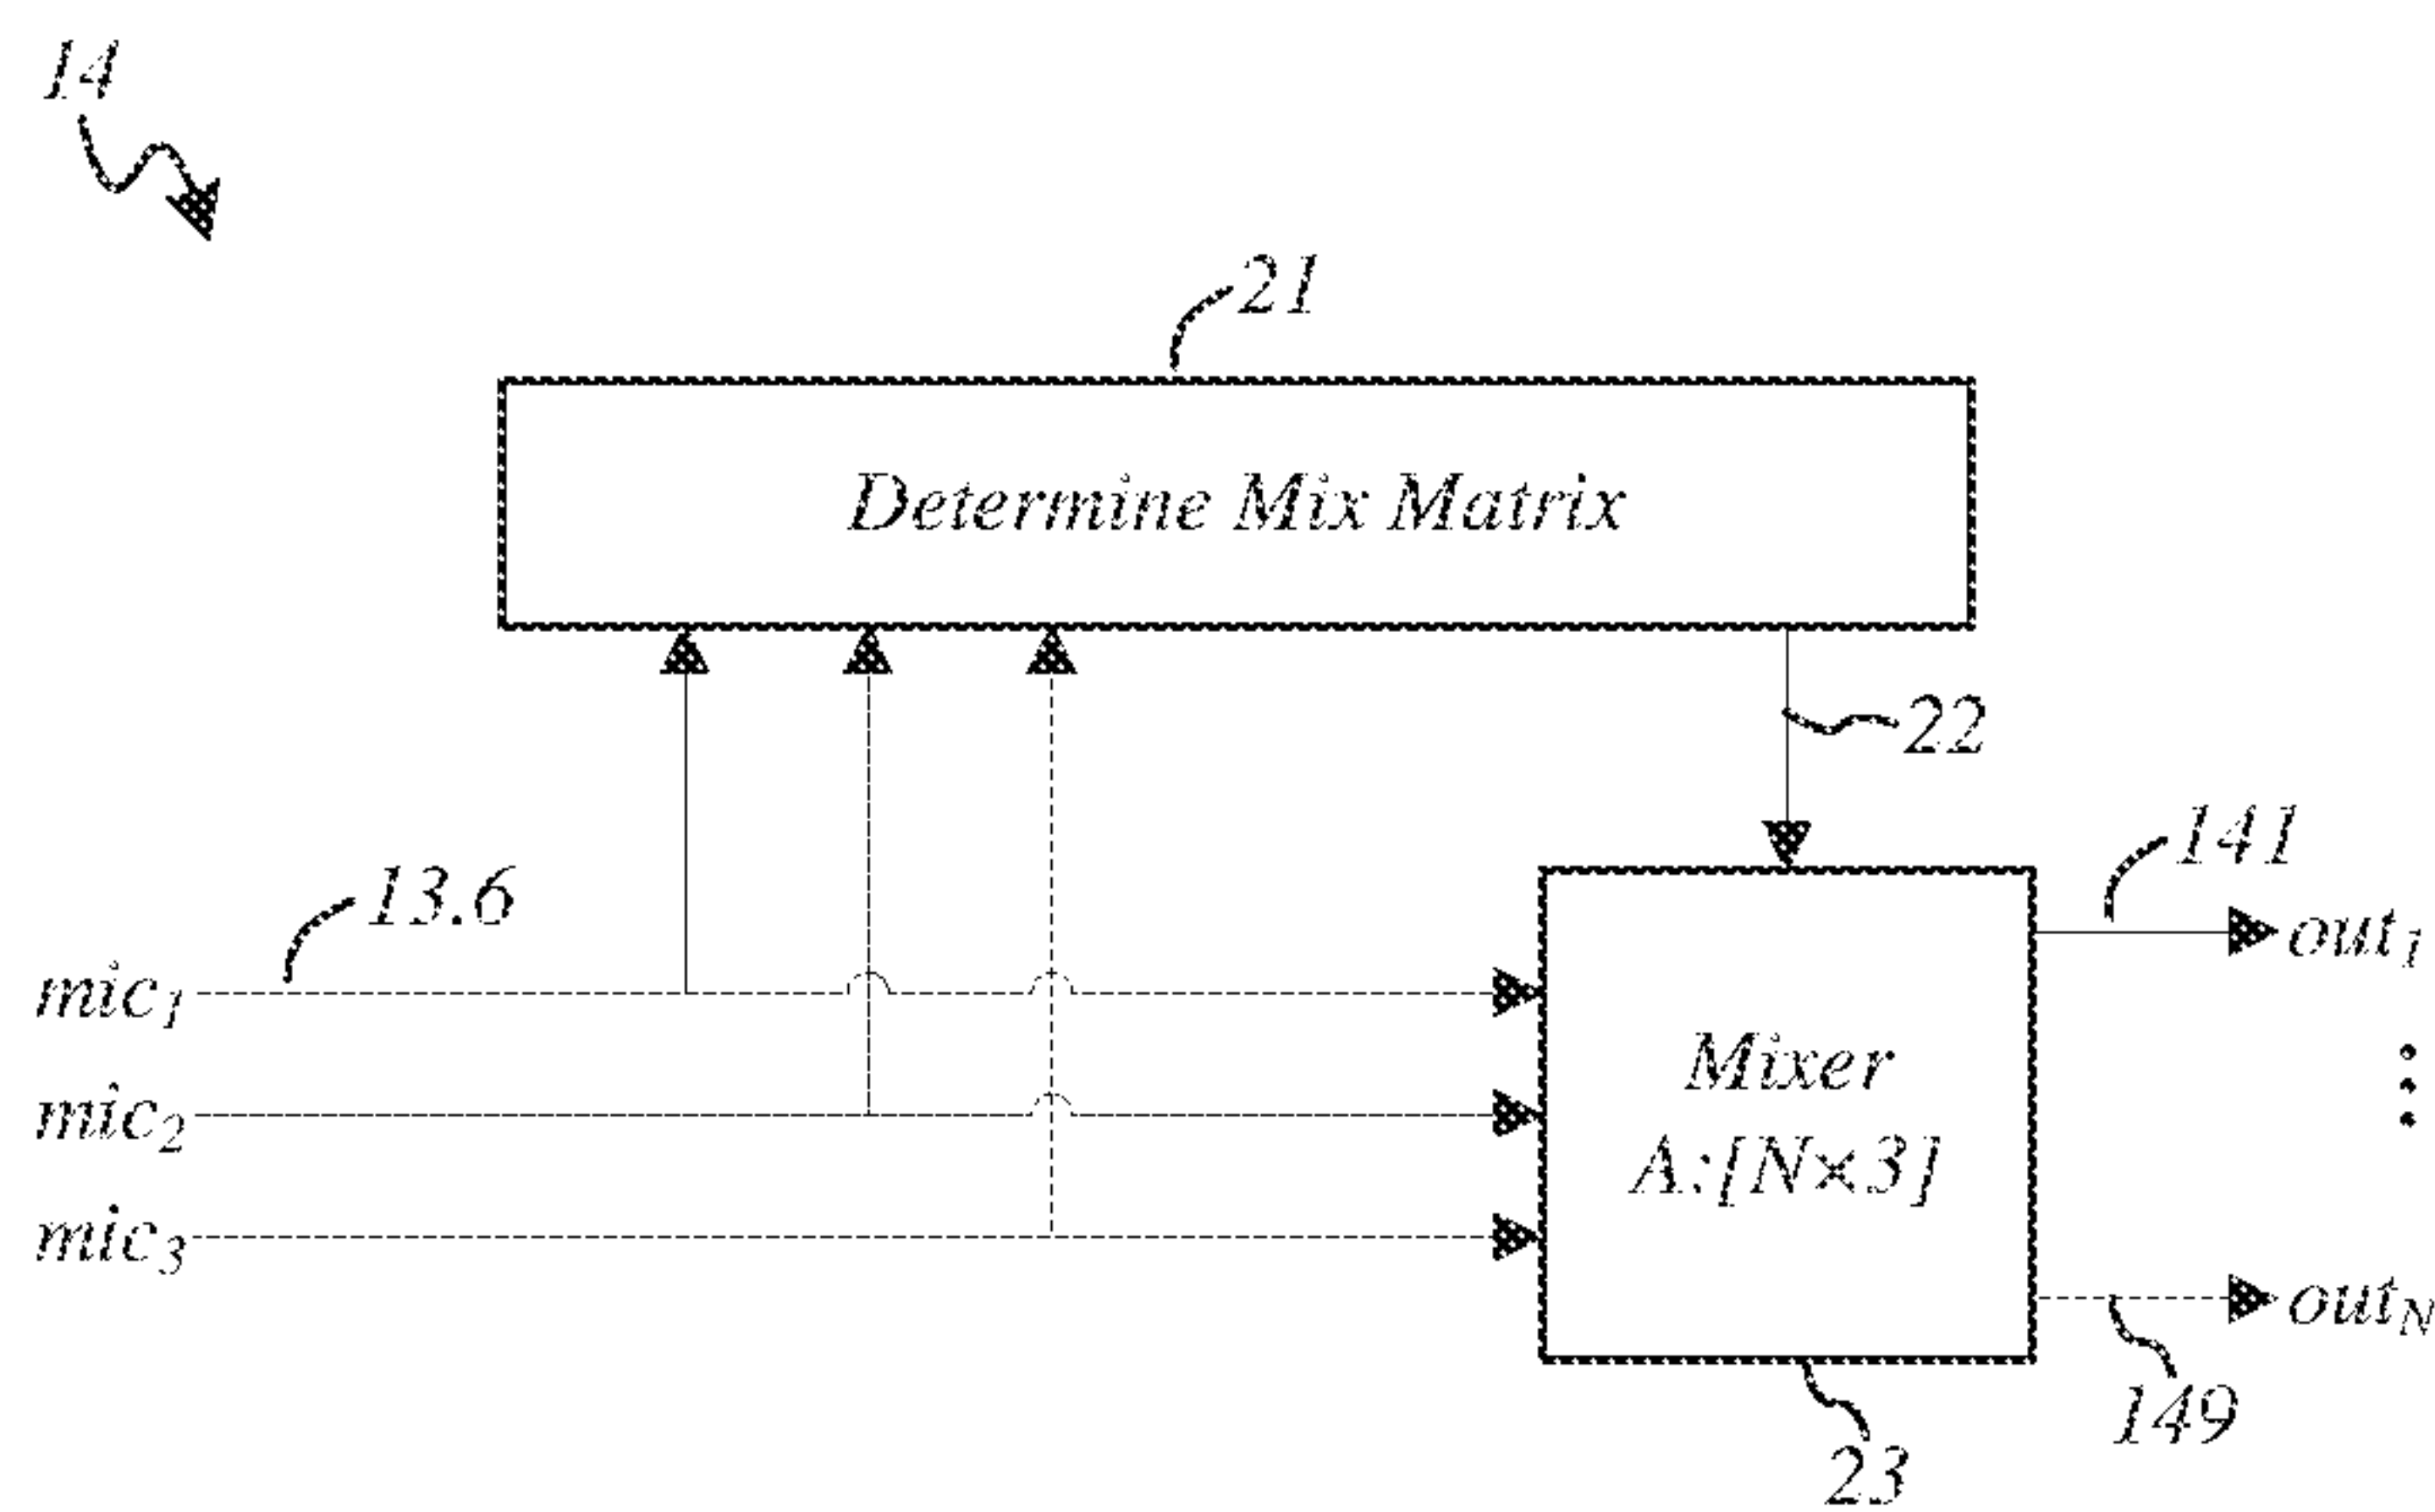 14
21
Determine Mix Matrix
22
141
13.6
out1
mic1
Mixer
mic2
A:[N×3]
mic3
outN
149
23